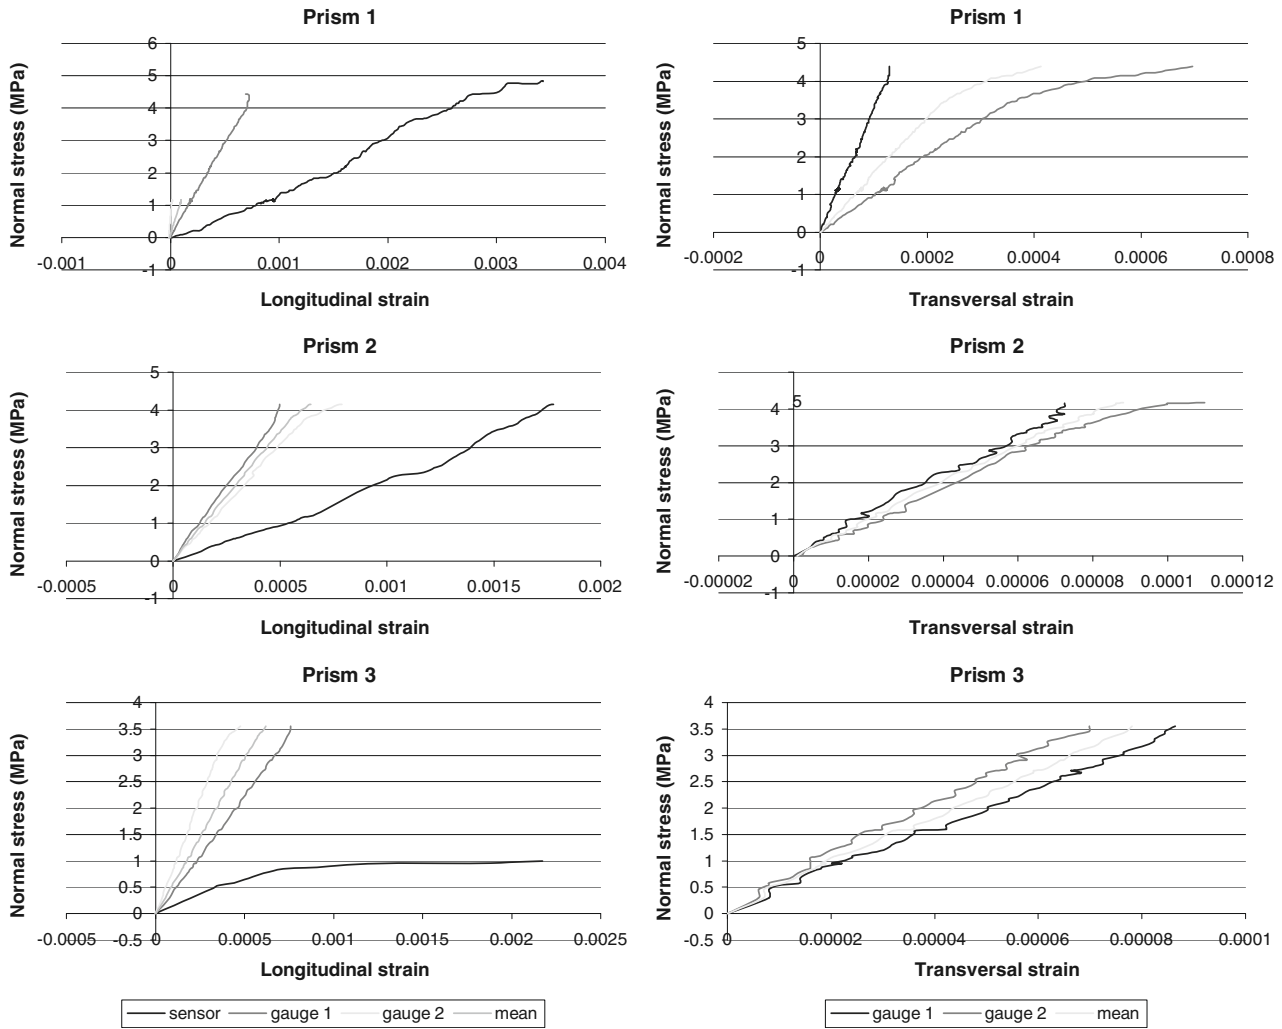 Prism 1
Normal stress (MPa)
6
5
4
3
2
1
0
-1
-0.001 0 0.001 0.002 0.003 0.004
Longitudinal strain
Prism 1
Normal stress (MPa)
5
4
3
2
1
0
-1
-0.0002 0 0.0002 0.0004 0.0006 0.0008
Transversal strain
Prism 2
Normal stress (MPa)
5
4
3
2
1
0
-1
-0.0005 0 0.0005 0.001 0.0015 0.002
Longitudinal strain
Prism 2
Normal stress (MPa)
5
4
3
2
1
0
-1
-0.00002 0 0.00002 0.00004 0.00006 0.00008 0.0001 0.00012
Transversal strain
Prism 3
Normal stress (MPa)
4
3.5
3
2.5
2
1.5
1
0.5
0
-0.5
-0.0005 0 0.0005 0.001 0.0015 0.002 0.0025
Longitudinal strain
Prism 3
Normal stress (MPa)
4
3.5
3
2.5
2
1.5
1
0.5
0
-0.5
0 0.00002 0.00004 0.00006 0.00008 0.0001
Transversal strain
sensor gauge 1 gauge 2 mean
gauge 1 gauge 2 mean